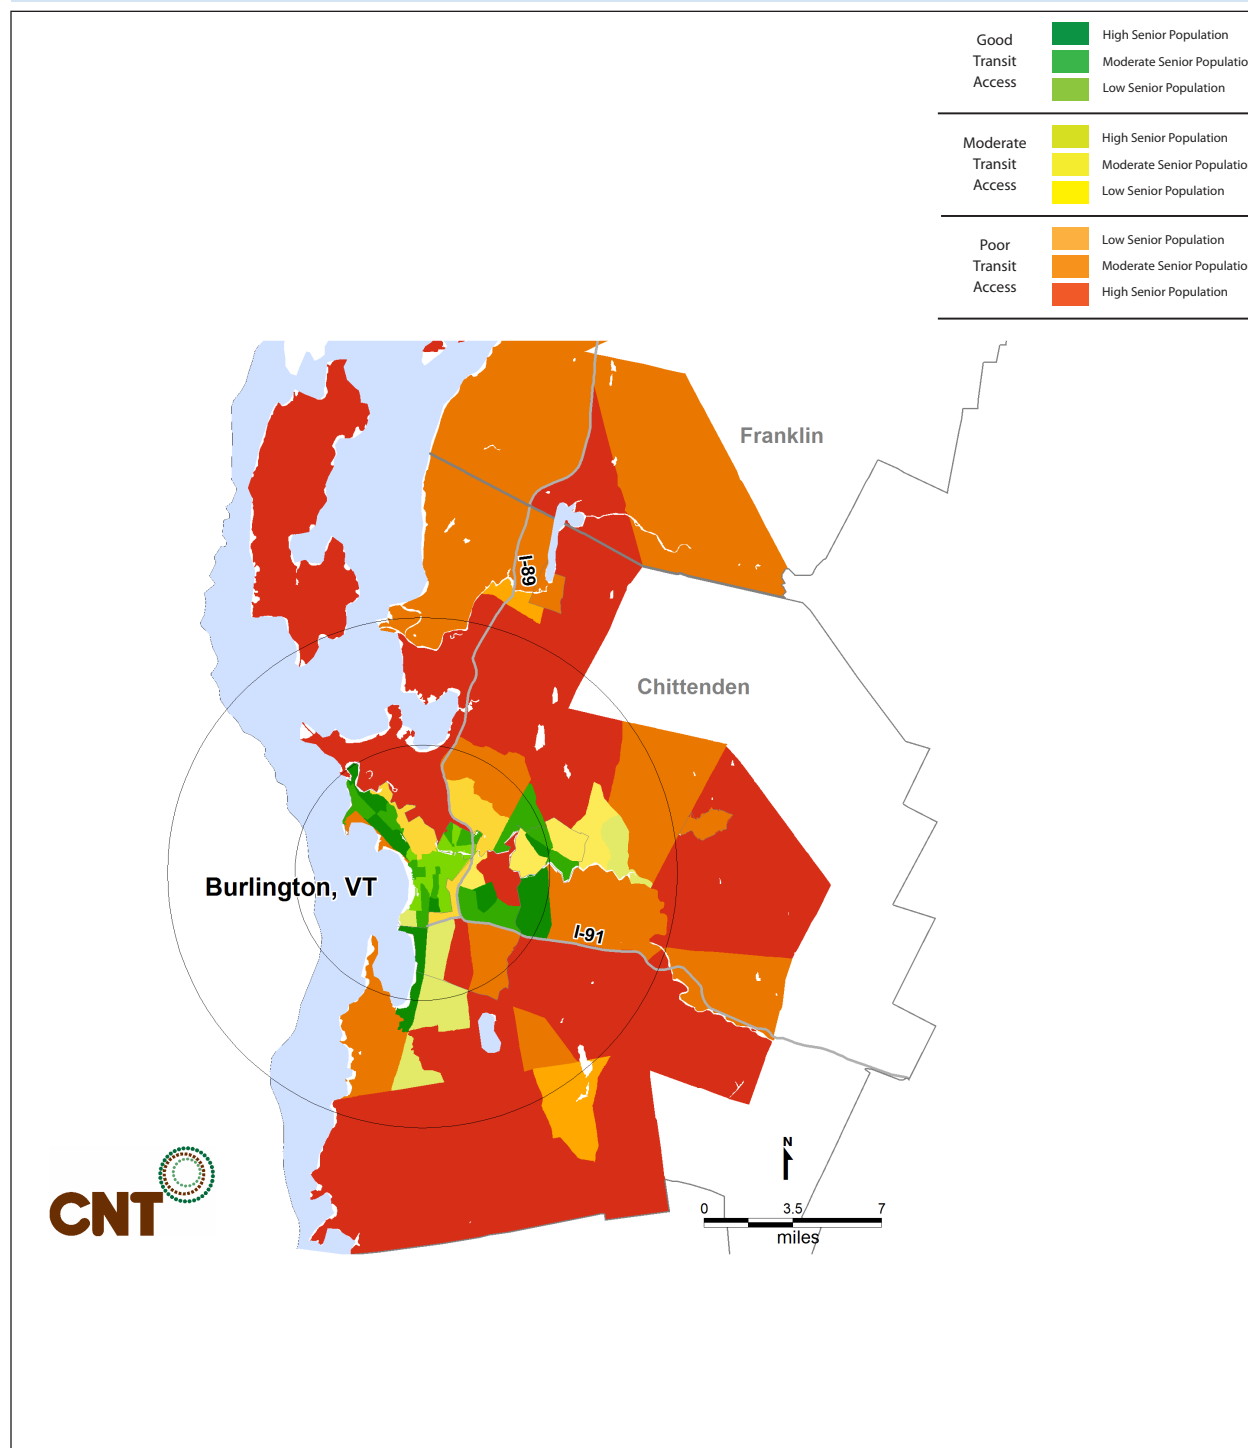 Good
Transit
Access
High Senior Population
Moderate Senior Populatio
Low Senior Population
Moderate
Transit
Access
High Senior Population
Moderate Senior Populatio
Low Senior Population
Poor
Transit
Access
Low Senior Population
Moderate Senior Populatio
High Senior Population
Franklin
I-89
Chittenden
Burlington, VT
I-91
CNT
N
0 3.5 7
miles